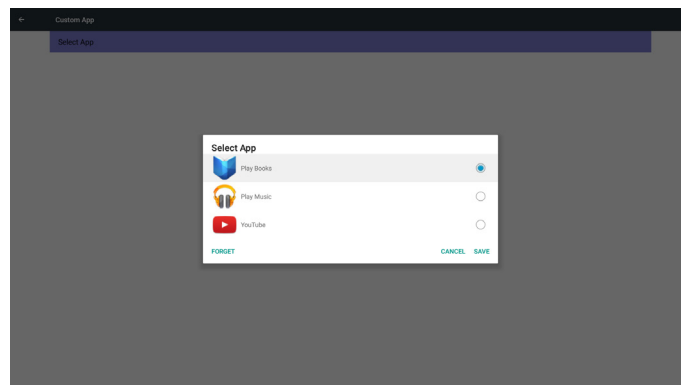 Custom App
Select App
Select App
Play Books
Play Music
YouTube
FORGET CANCEL SAVE